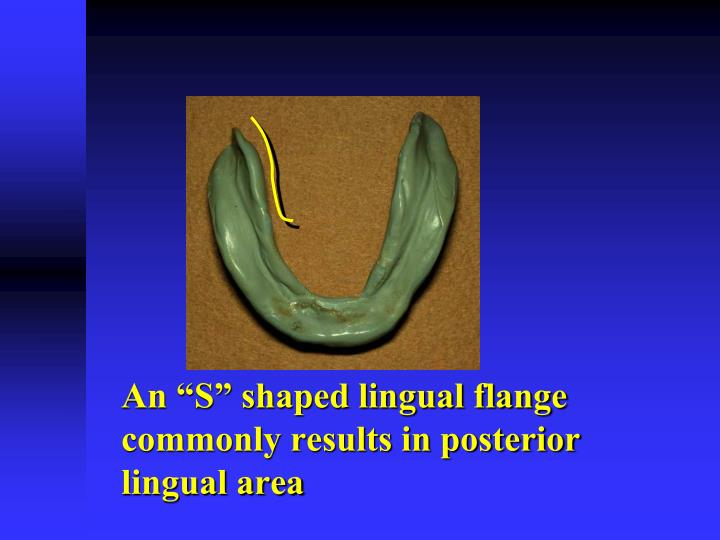 An “S” shaped lingual flange
commonly results in posterior
lingual area